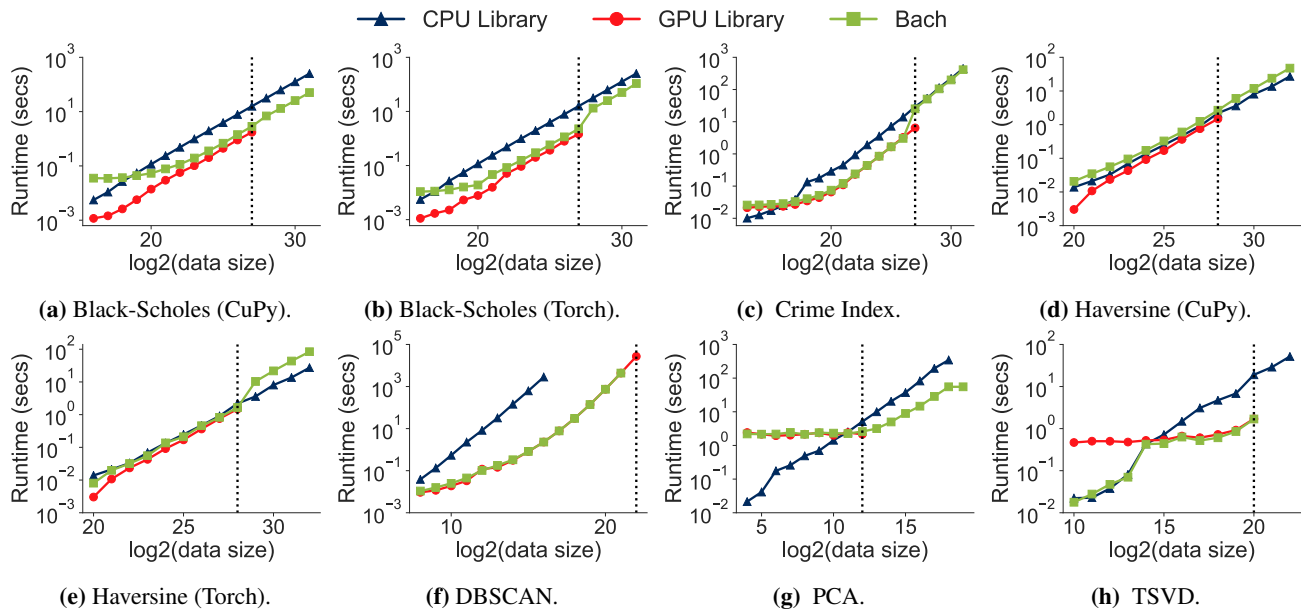 CPU Library GPU Library Bach
Runtime (secs)
10^3
10^1
10^−1
10^−3
20 30
log2(data size)
(a) Black-Scholes (CuPy).
Runtime (secs)
10^3
10^1
10^−1
10^−3
20 30
log2(data size)
(b) Black-Scholes (Torch).
Runtime (secs)
10^3
10^2
10^1
10^0
10^−1
10^−2
20 30
log2(data size)
(c) Crime Index.
Runtime (secs)
10^2
10^1
10^0
10^−1
10^−2
10^−3
20 25 30
log2(data size)
(d) Haversine (CuPy).
Runtime (secs)
10^2
10^1
10^0
10^−1
10^−2
10^−3
20 25 30
log2(data size)
(e) Haversine (Torch).
Runtime (secs)
10^5
10^3
10^1
10^−1
10^−3
10 20
log2(data size)
(f) DBSCAN.
Runtime (secs)
10^3
10^2
10^1
10^0
10^−1
10^−2
5 10 15
log2(data size)
(g) PCA.
Runtime (secs)
10^2
10^1
10^0
10^−1
10^−2
10 15 20
log2(data size)
(h) TSVD.